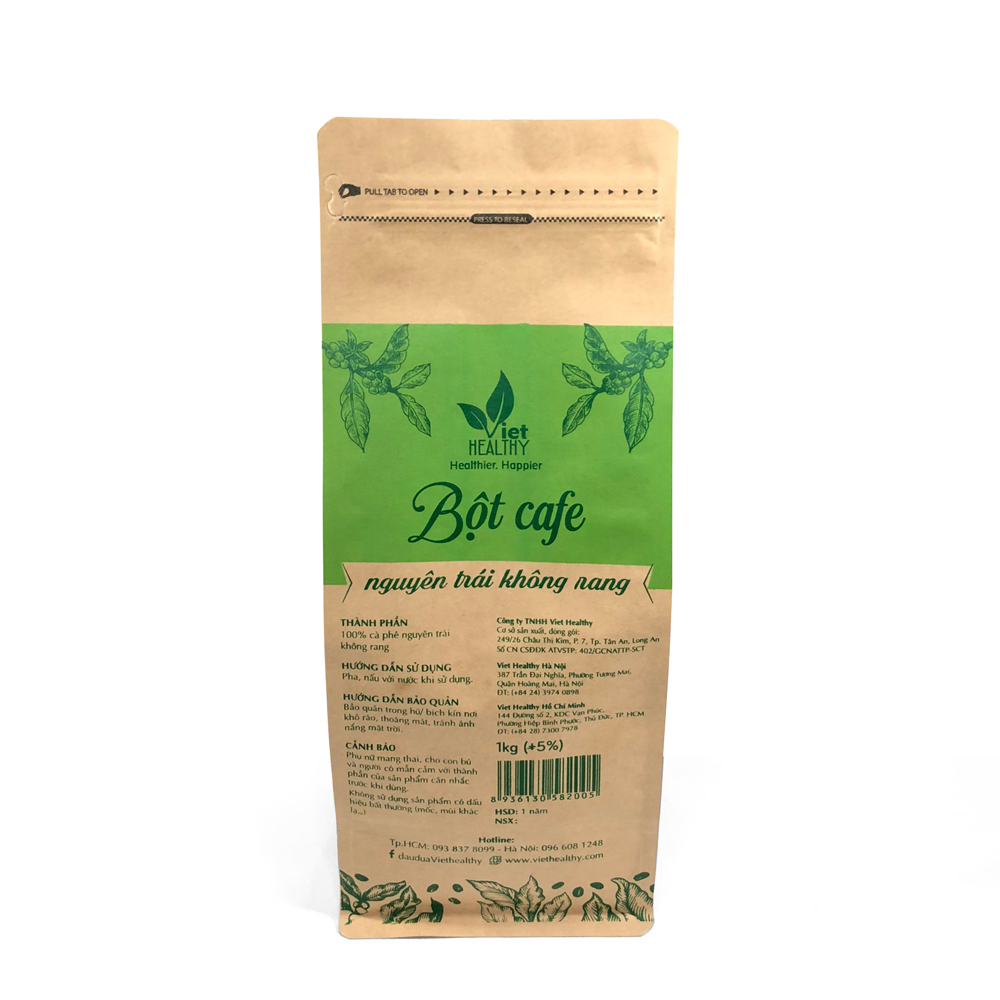 PULL TAB TO OPEN
PRESS TO RESEAL
Viet
HEALTHY
Healthier. Happier
Bột cafe
nguyên trái không rang
THÀNH PHẦN
100% cà phê nguyên trái
không rang
HƯỚNG DẪN SỬ DỤNG
Pha, nấu với nước khi sử dụng.
HƯỚNG DẪN BẢO QUẢN
Bảo quản trong hũ/ bịch kín nơi
khô ráo, thoáng mát, tránh ánh
nắng mặt trời.
CẢNH BÁO
Phụ nữ mang thai, cho con bú
và người có mẫn cảm với thành
phần của sản phẩm cân nhắc
trước khi dùng.
Không sử dụng sản phẩm có dấu
hiệu bất thường (mốc, mùi khác
lạ...)
Công ty TNHH Viet Healthy
Cơ sở sản xuất, đóng gói:
249/26 Châu Thị Kim, P. 7, Tp. Tân An, Long An
Số CN CSĐĐK ATVSTP: 402/GCNATTP-SCT
Viet Healthy Hà Nội
387 Trần Đại Nghĩa, Phường Tương Mai,
Quận Hoàng Mai, Hà Nội
ĐT: (+84 24) 3974 0898
Viet Healthy Hồ Chí Minh
144 Đường số 2, KDC Vạn Phúc,
Phường Hiệp Bình Phước, Thủ Đức, TP. HCM
ĐT: (+84 28) 7300 7978
1kg (±5%)
8 936130 582005
HSD: 1 năm
NSX:
Hotline:
Tp.HCM: 093 837 8099 - Hà Nội: 096 608 1248
dauduaViethealthy www.viethealthy.com